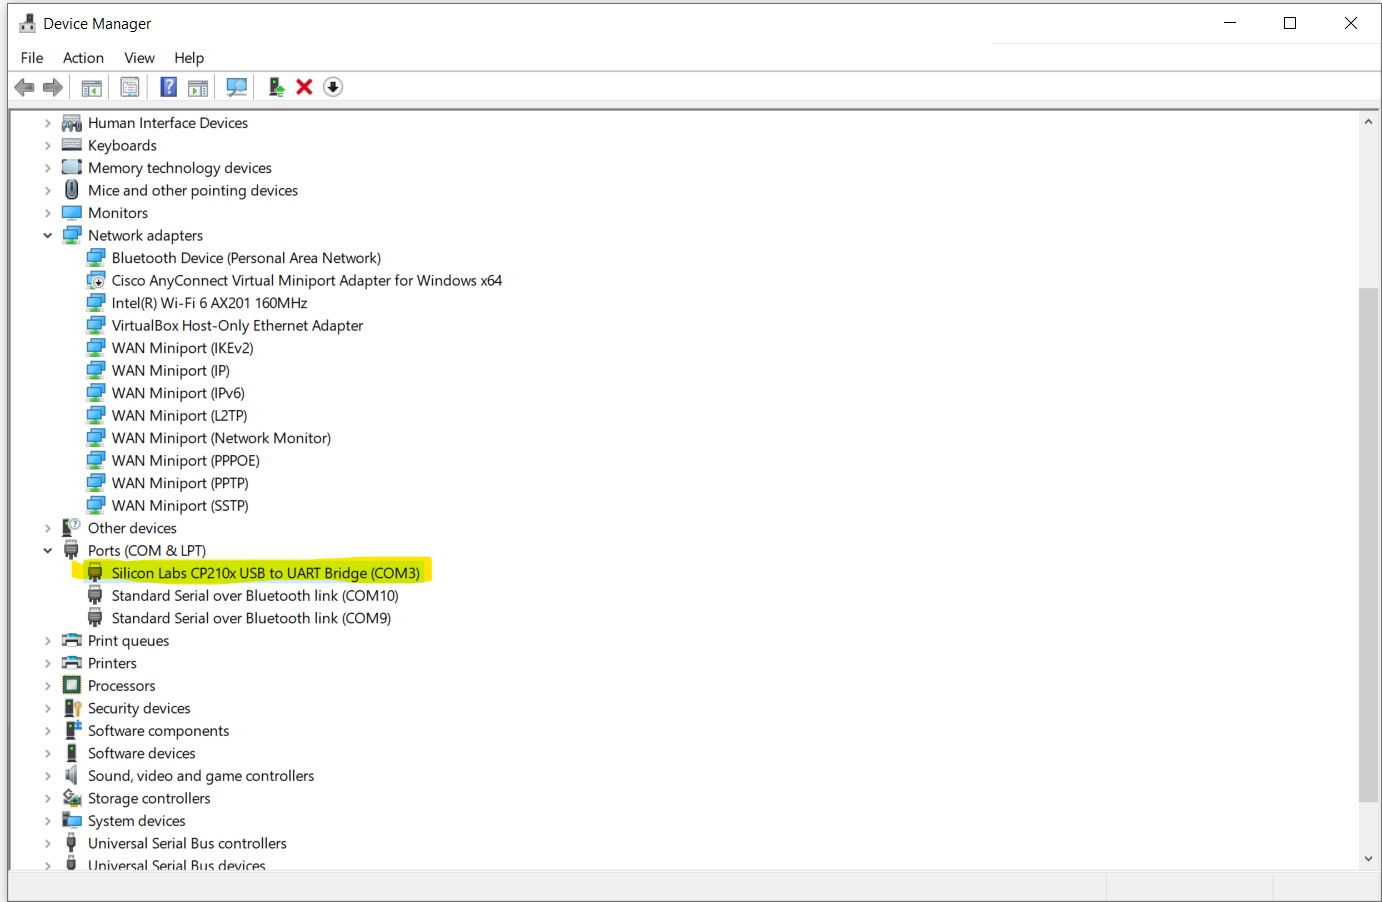 Device Manager
File Action View Help
Human Interface Devices
Keyboards
Memory technology devices
Mice and other pointing devices
Monitors
Network adapters
Bluetooth Device (Personal Area Network)
Cisco AnyConnect Virtual Miniport Adapter for Windows x64
Intel(R) Wi-Fi 6 AX201 160MHz
VirtualBox Host-Only Ethernet Adapter
WAN Miniport (IKEv2)
WAN Miniport (IP)
WAN Miniport (IPv6)
WAN Miniport (L2TP)
WAN Miniport (Network Monitor)
WAN Miniport (PPPOE)
WAN Miniport (PPTP)
WAN Miniport (SSTP)
Other devices
Ports (COM & LPT)
Silicon Labs CP210x USB to UART Bridge (COM3)
Standard Serial over Bluetooth link (COM10)
Standard Serial over Bluetooth link (COM9)
Print queues
Printers
Processors
Security devices
Software components
Software devices
Sound, video and game controllers
Storage controllers
System devices
Universal Serial Bus controllers
Universal Serial Bus devices